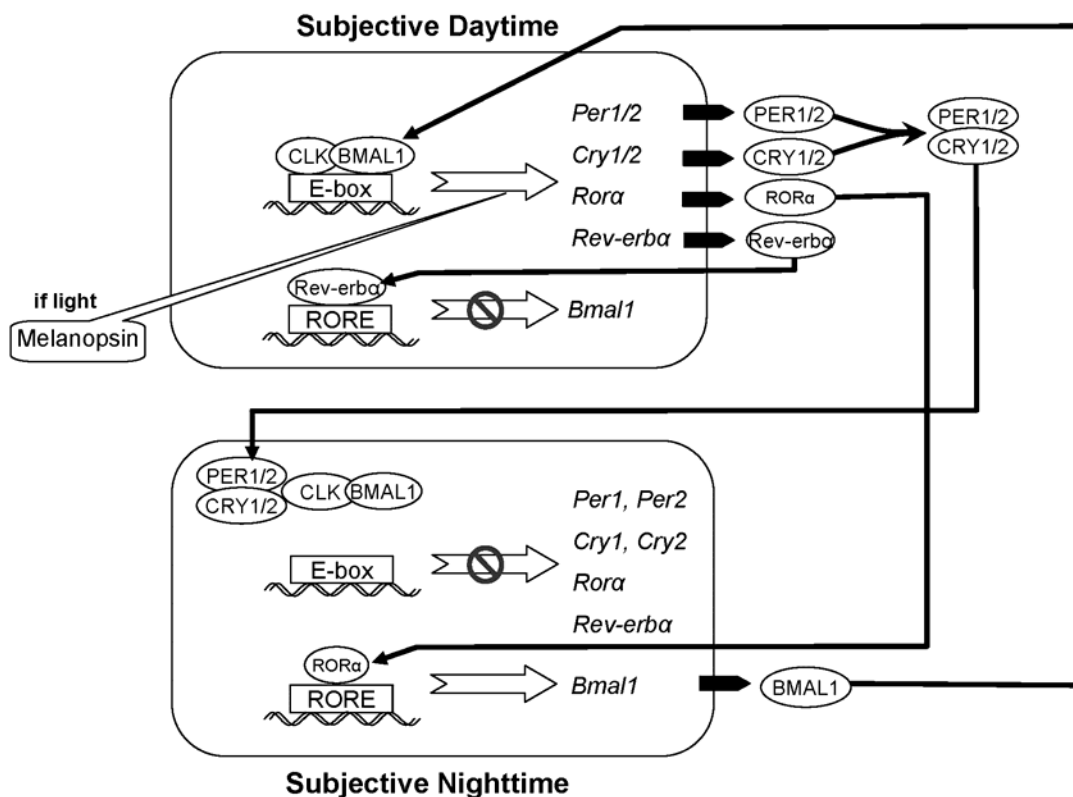 Subjective Daytime
Per1/2
PER1/2
PER1/2
CRY1/2
CLK
BMAL1
E-box
Cry1/2
CRY1/2
Rorα
RORα
Rev-erbα
Rev-erbα
if light
Melanopsin
Rev-erbα
RORE
Bmal1
PER1/2
CRY1/2
CLK
BMAL1
Per1, Per2
E-box
Cry1, Cry2
Rorα
Rev-erbα
RORα
RORE
Bmal1
BMAL1
Subjective Nighttime